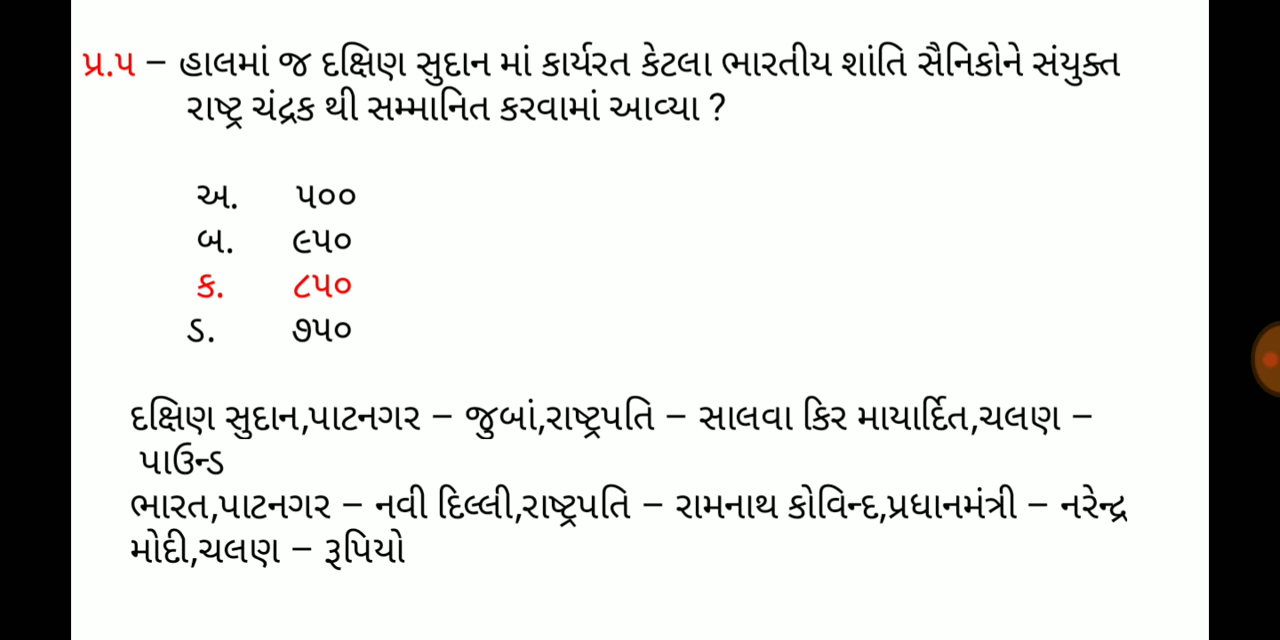 પ્ર.૫ – હાલમાં જ દક્ષિણ સુદાન માં કાર્યરત કેટલા ભારતીય શાંતિ સૈનિકોને સંયુક્ત
રાષ્ટ્ર ચંદ્રક થી સમ્માનિત કરવામાં આવ્યા ?
અ. ૫૦૦
બ. ૯૫૦
ક. ૮૫૦
ડ. ૭૫૦
દક્ષિણ સુદાન,પાટનગર – જુબાં,રાષ્ટ્રપતિ – સાલવા કિર માયાર્દિત,ચલણ –
પાઉન્ડ
ભારત,પાટનગર – નવી દિલ્લી,રાષ્ટ્રપતિ – રામનાથ કોવિન્દ,પ્રધાનમંત્રી – નરેન્દ્ર
મોદી,ચલણ – રૂપિયો